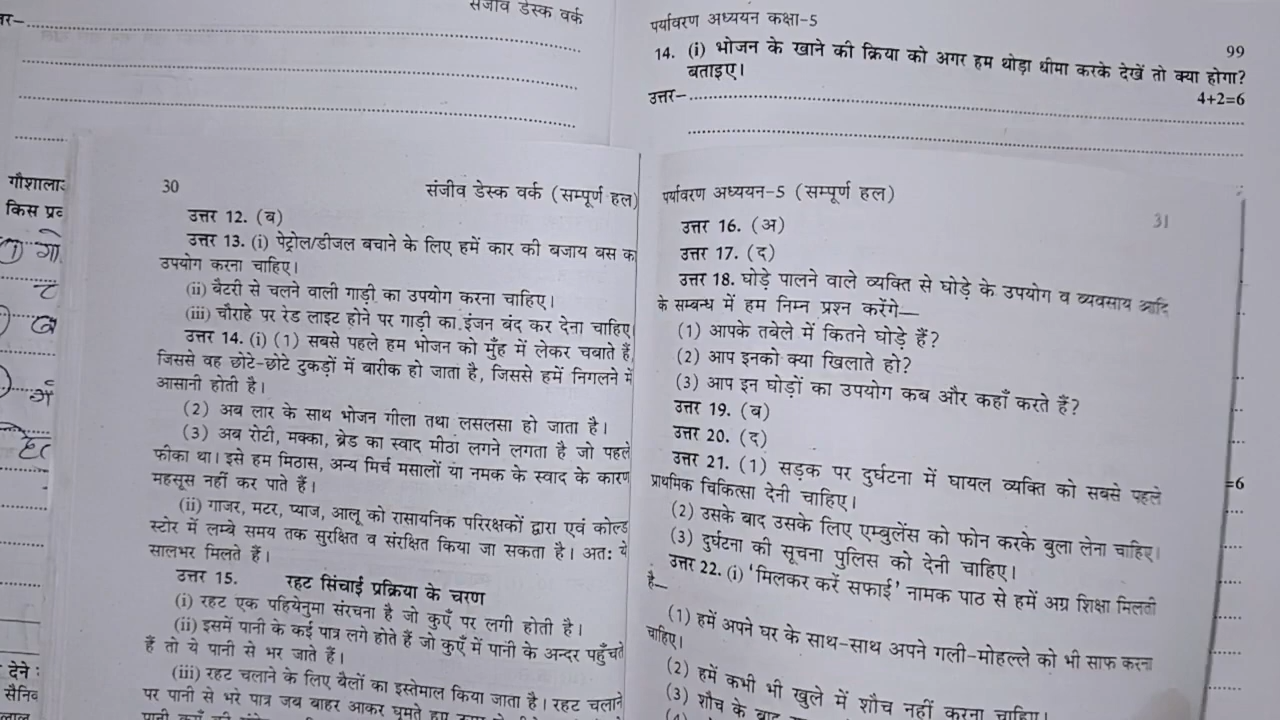 संजीव डेस्क वर्क
पर्यावरण अध्ययन कक्षा-5
99
14. (i) भोजन के खाने की क्रिया को अगर हम थोड़ा धीमा करके देखें तो क्या होगा?
बताइए।
4+2=6
उत्तर–
गौशाला
किस प्रव
देने
सैनिव
30
संजीव डेस्क वर्क (सम्पूर्ण हल)
उत्तर 12. (ब)
उत्तर 13. (i) पेट्रोल/डीजल बचाने के लिए हमें कार की बजाय बस का
उपयोग करना चाहिए।
(ii) बैटरी से चलने वाली गाड़ी का उपयोग करना चाहिए।
(iii) चौराहे पर रेड लाइट होने पर गाड़ी का इंजन बंद कर देना चाहिए
उत्तर 14. (i) (1) सबसे पहले हम भोजन को मुँह में लेकर चबाते हैं,
जिससे वह छोटे-छोटे टुकड़ों में बारीक हो जाता है, जिससे हमें निगलने में
आसानी होती है।
(2) अब लार के साथ भोजन गीला तथा लसलसा हो जाता है।
(3) अब रोटी, मक्का, ब्रेड का स्वाद मीठा लगने लगता है जो पहले
फीका था। इसे हम मिठास, अन्य मिर्च मसालों या नमक के स्वाद के कारण
महसूस नहीं कर पाते हैं।
(ii) गाजर, मटर, प्याज, आलू को रासायनिक परिरक्षकों द्वारा एवं कोल्ड
स्टोर में लम्बे समय तक सुरक्षित व संरक्षित किया जा सकता है। अतः ये
सालभर मिलते हैं।
उत्तर 15. रहट सिंचाई प्रक्रिया के चरण
(i) रहट एक पहियेनुमा संरचना है जो कुएँ पर लगी होती है।
(ii) इसमें पानी के कई पात्र लगे होते हैं जो कुएँ में पानी के अन्दर पहुँचते
हैं तो ये पानी से भर जाते हैं।
(iii) रहट चलाने के लिए बैलों का इस्तेमाल किया जाता है। रहट चलाने
पर पानी से भरे पात्र जब बाहर आकर घूमते हुए
पर्यावरण अध्ययन-5 (सम्पूर्ण हल)
31
उत्तर 16. (अ)
उत्तर 17. (द)
उत्तर 18. घोड़े पालने वाले व्यक्ति से घोड़े के उपयोग व व्यवसाय आदि
के सम्बन्ध में हम निम्न प्रश्न करेंगे—
(1) आपके तबेले में कितने घोड़े हैं?
(2) आप इनको क्या खिलाते हो?
(3) आप इन घोड़ों का उपयोग कब और कहाँ करते हैं?
उत्तर 19. (ब)
उत्तर 20. (द)
उत्तर 21. (1) सड़क पर दुर्घटना में घायल व्यक्ति को सबसे पहले
प्राथमिक चिकित्सा देनी चाहिए।
(2) उसके बाद उसके लिए एम्बुलेंस को फोन करके बुला लेना चाहिए।
(3) दुर्घटना की सूचना पुलिस को देनी चाहिए।
उत्तर 22. (i) 'मिलकर करें सफाई' नामक पाठ से हमें अग्र शिक्षा मिलती
है—
(1) हमें अपने घर के साथ-साथ अपने गली-मोहल्ले को भी साफ करना
चाहिए।
(2) हमें कभी भी खुले में शौच नहीं करना चाहिए।
(3) शौच के बाद
=6